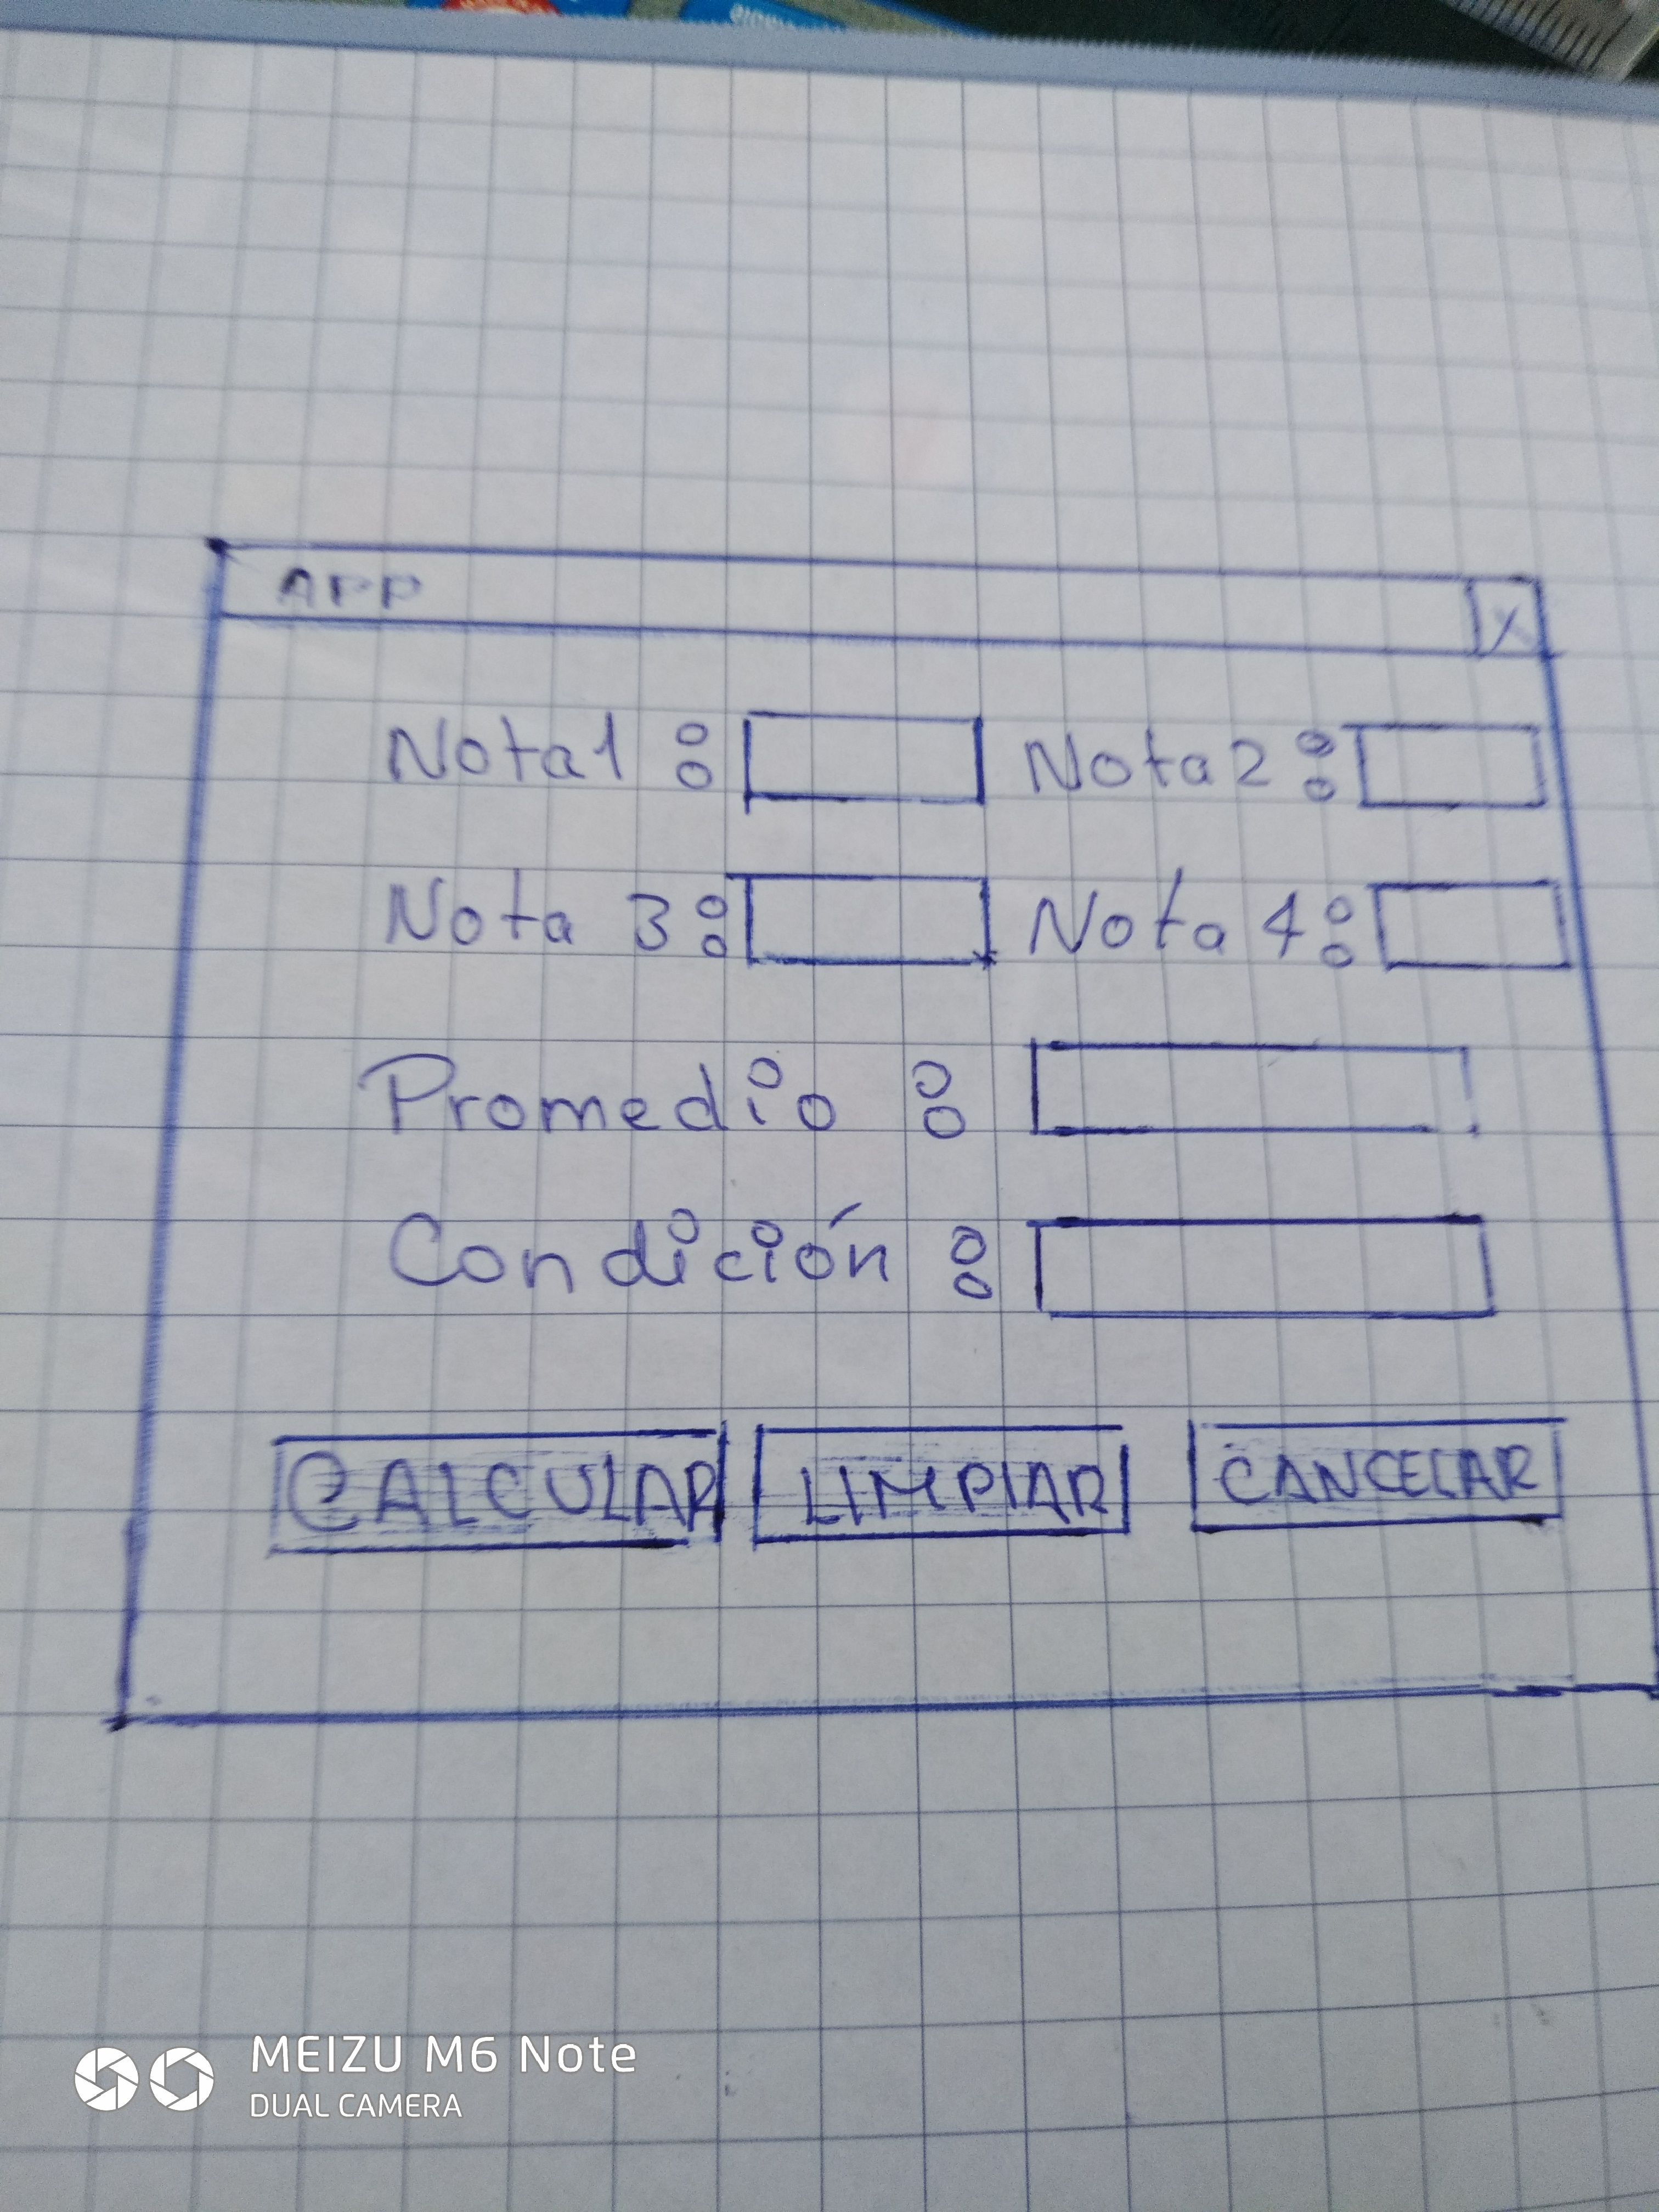 APP X
Nota1 : Nota2 :
Nota 3: Nota 4:
Promedio :
Condición :
CALCULAR LIMPIAR CANCELAR
MEIZU M6 Note
DUAL CAMERA